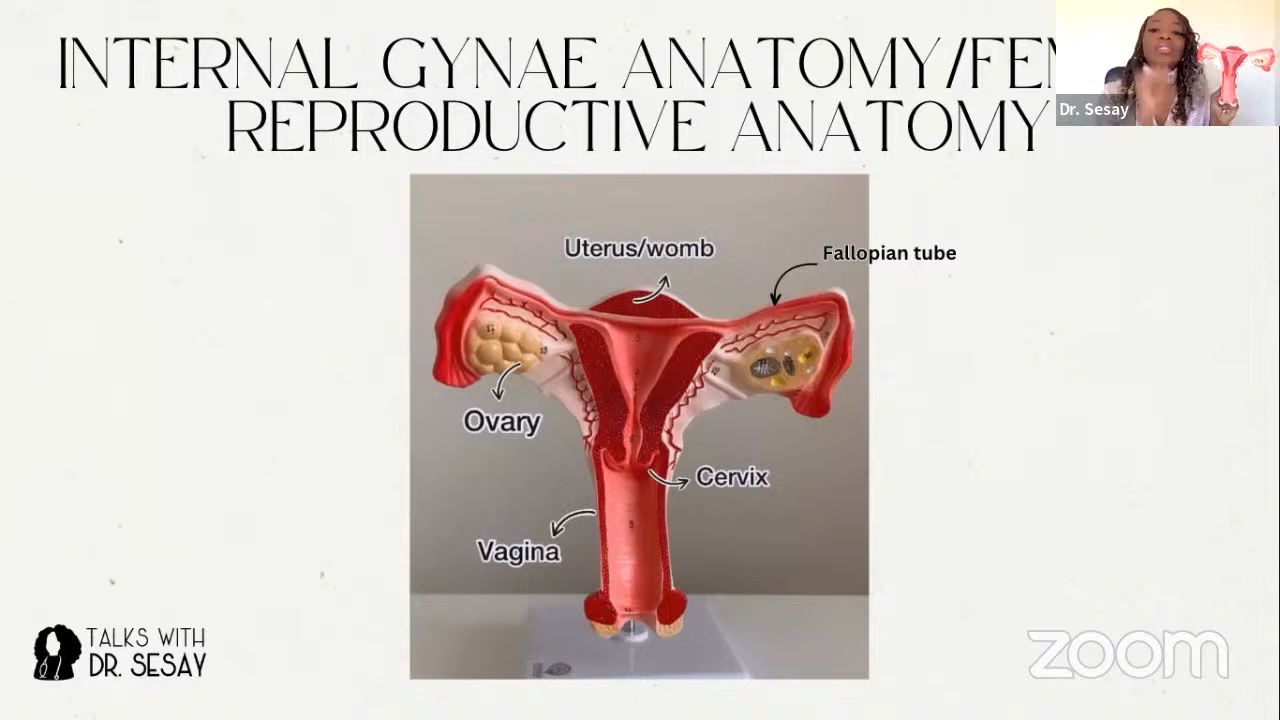 INTERNAL GYNAE ANATOMY/FEM
REPRODUCTIVE ANATOMY
Dr. Sesay
Uterus/womb
Fallopian tube
Ovary
Cervix
Vagina
TALKS WITH
DR. SESAY
zoom